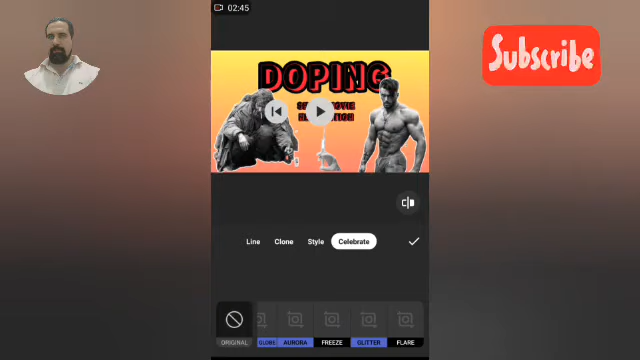 02:45
Subscribe
DOPING
Line Clone Style Celebrate
ORIGINAL GLOBE AURORA FREEZE GLITTER FLARE